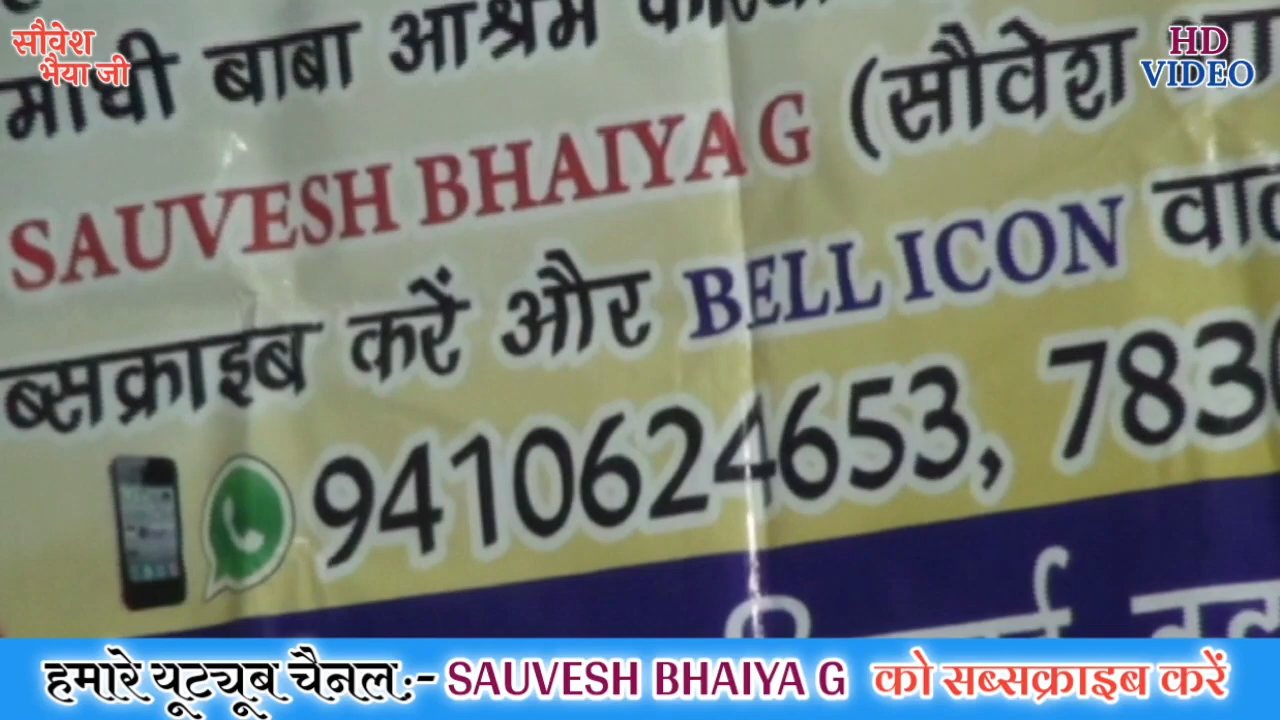 सौवेश
भैया जी
HD
VIDEO
बाबा आश्रम
SAUVESH BHAIYA G (सौवेश
ब्सक्राइब करें और BELL ICON
9410624653, 783
हमारे यूट्यूब चैनल:- SAUVESH BHAIYA G को सब्सक्राइब करें